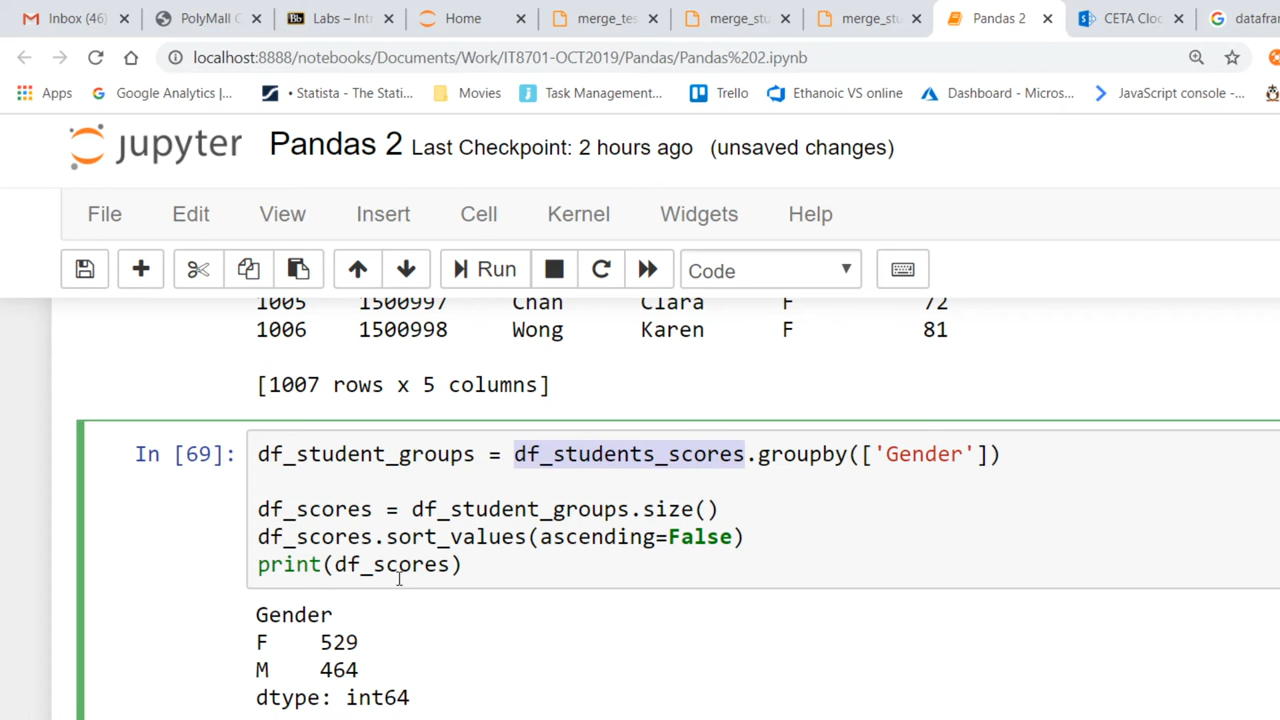 Inbox (46)
PolyMall C
Bb Labs – Intr
Home
merge_tes
merge_stu
merge_stu
Pandas 2
CETA Cloc
datafran
localhost:8888/notebooks/Documents/Work/IT8701-OCT2019/Pandas/Pandas%202.ipynb
Apps
Google Analytics |...
• Statista - The Stati...
Movies
Task Management...
Trello
Ethanoic VS online
Dashboard - Micros...
JavaScript console -...
jupyter Pandas 2 Last Checkpoint: 2 hours ago (unsaved changes)
File Edit View Insert Cell Kernel Widgets Help
Run Code
1005 1500997 Chan Clara F 72
1006 1500998 Wong Karen F 81
[1007 rows x 5 columns]
In [69]: df_student_groups = df_students_scores.groupby(['Gender'])
df_scores = df_student_groups.size()
df_scores.sort_values(ascending=False)
print(df_scores)
Gender
F 529
M 464
dtype: int64